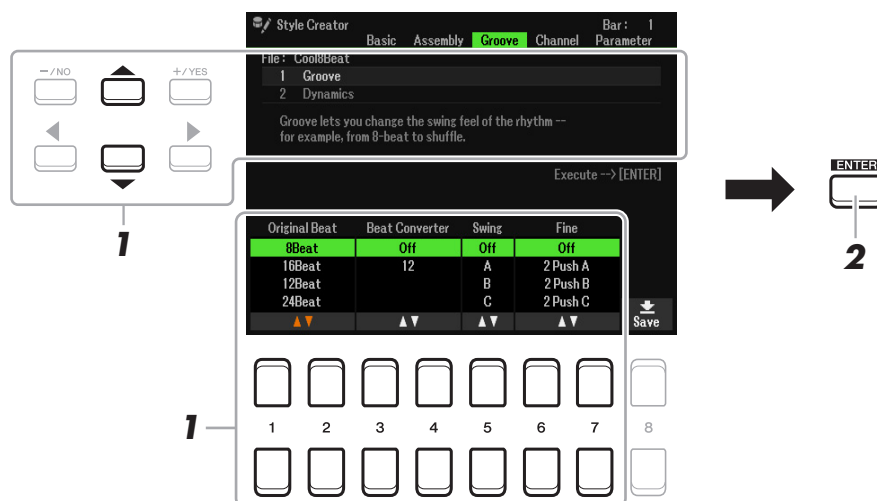 Style Creator Bar: 1
Basic Assembly Groove Channel Parameter
File: Cool8Beat
1 Groove
2 Dynamics
Groove lets you change the swing feel of the rhythm --
for example, from 8-beat to shuffle.
Execute --> [ENTER]
–/NO +/YES
1
ENTER
2
Original Beat Beat Converter Swing Fine
8Beat Off Off Off
16Beat 12 A 2 Push A
12Beat B 2 Push B
24Beat C 2 Push C
Save
1
1 2 3 4 5 6 7 8